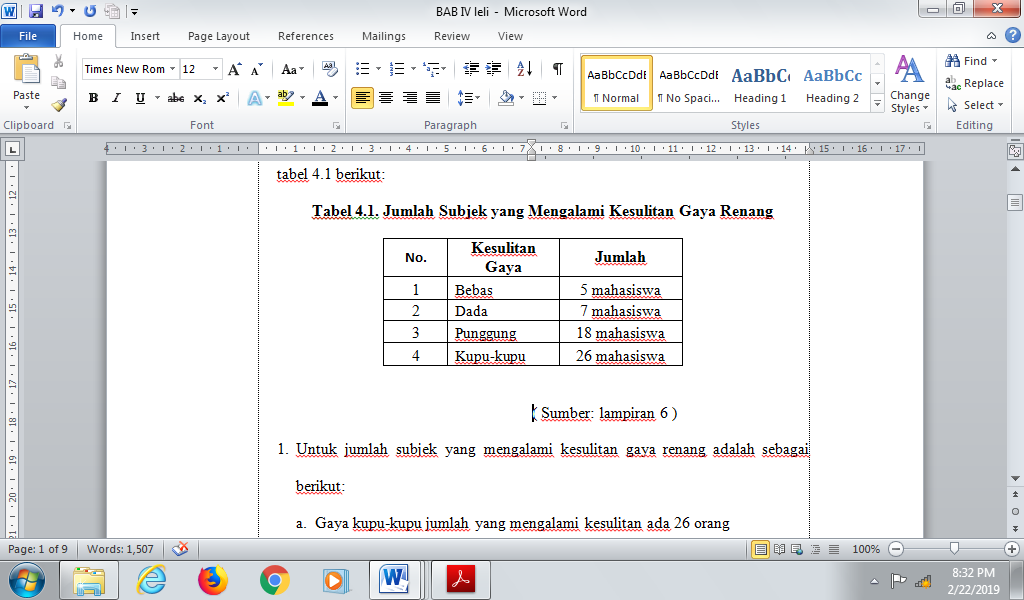 BAB IV leli - Microsoft Word
File Home Insert Page Layout References Mailings Review View
Paste
Times New Rom 12
Clipboard Font Paragraph Styles Editing
AaBbCcDdE AaBbCcDdE AaBbC AaBbCc
¶ Normal ¶ No Spaci... Heading 1 Heading 2
Change Styles
Find
Replace
Select
tabel 4.1 berikut:
Tabel 4.1. Jumlah Subjek yang Mengalami Kesulitan Gaya Renang
No. Kesulitan Gaya Jumlah
1 Bebas 5 mahasiswa
2 Dada 7 mahasiswa
3 Punggung 18 mahasiswa
4 Kupu-kupu 26 mahasiswa
( Sumber: lampiran 6 )
1. Untuk jumlah subjek yang mengalami kesulitan gaya renang adalah sebagai
berikut:
a. Gaya kupu-kupu jumlah yang mengalami kesulitan ada 26 orang
Page: 1 of 9 Words: 1,507 100%
8:32 PM
2/22/2019